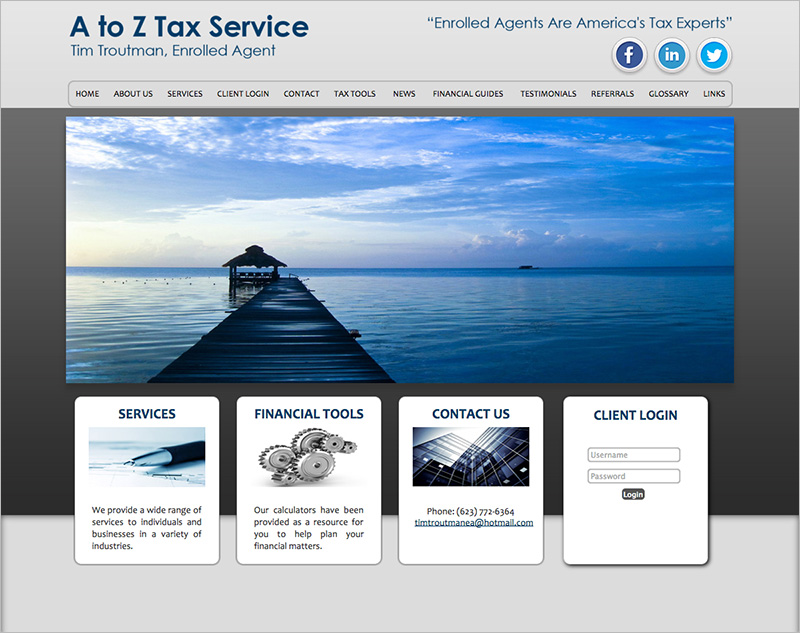 A to Z Tax Service
Tim Troutman, Enrolled Agent
“Enrolled Agents Are America's Tax Experts”
f in
HOME ABOUT US SERVICES CLIENT LOGIN CONTACT TAX TOOLS NEWS FINANCIAL GUIDES TESTIMONIALS REFERRALS GLOSSARY LINKS
SERVICES
We provide a wide range of
services to individuals and
businesses in a variety of
industries.
FINANCIAL TOOLS
Our calculators have been
provided as a resource for
you to help plan your
financial matters.
CONTACT US
Phone: (623) 772-6364
timtroutmanea@hotmail.com
CLIENT LOGIN
Username
Password
Login